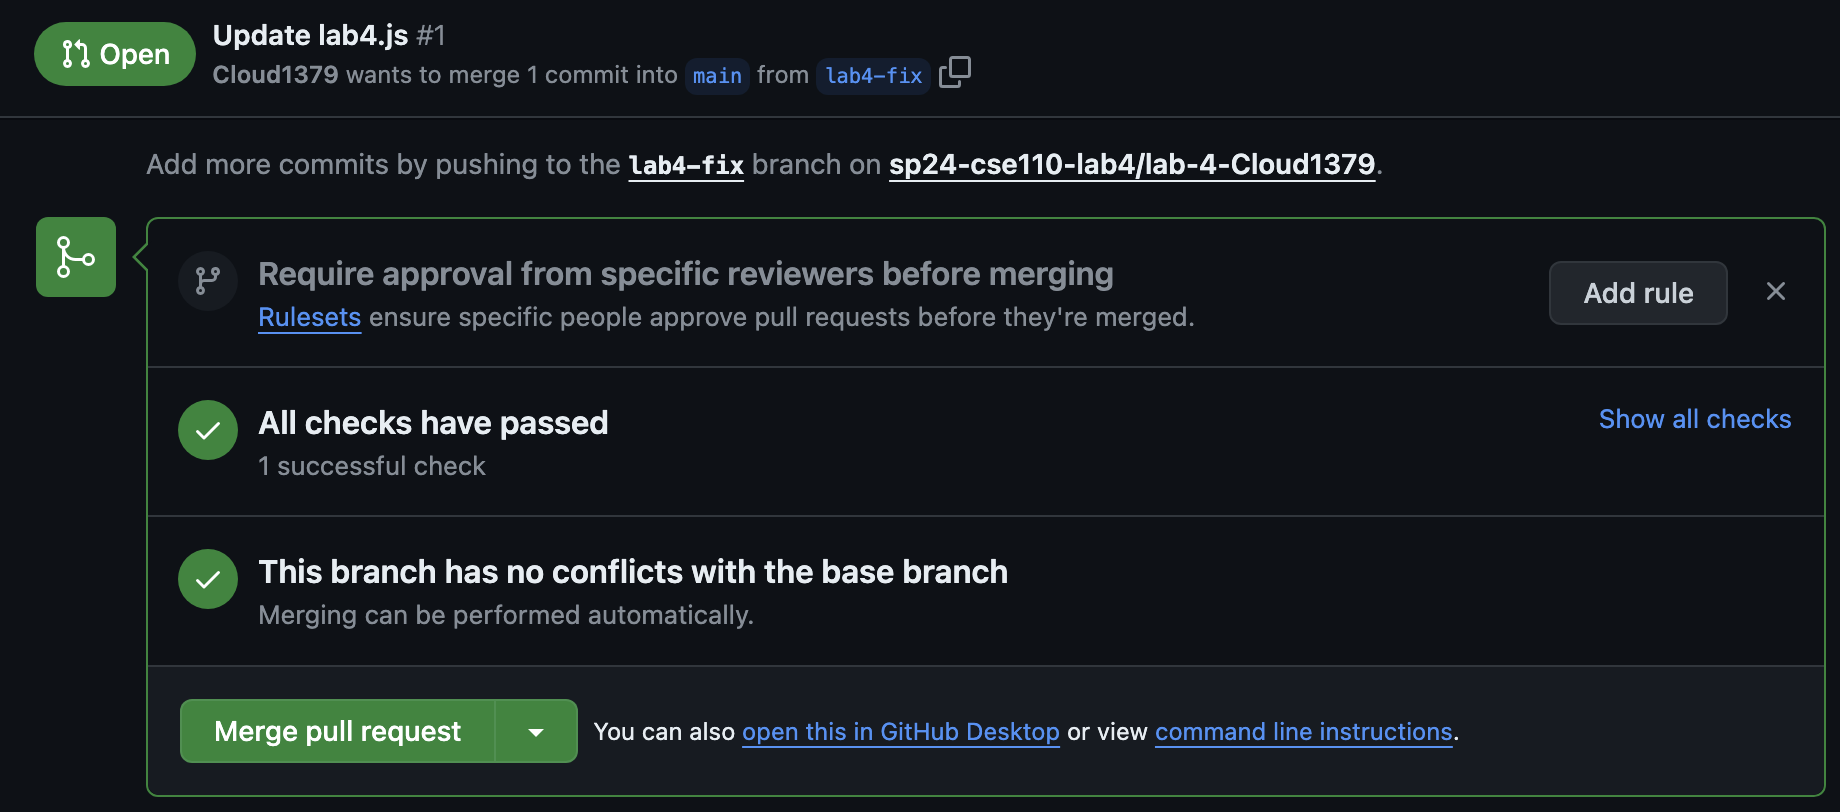 Open
Update lab4.js #1
Cloud1379 wants to merge 1 commit into main from lab4-fix
Add more commits by pushing to the lab4-fix branch on sp24-cse110-lab4/lab-4-Cloud1379.
Require approval from specific reviewers before merging
Rulesets ensure specific people approve pull requests before they're merged.
Add rule
All checks have passed
1 successful check
Show all checks
This branch has no conflicts with the base branch
Merging can be performed automatically.
Merge pull request
You can also open this in GitHub Desktop or view command line instructions.